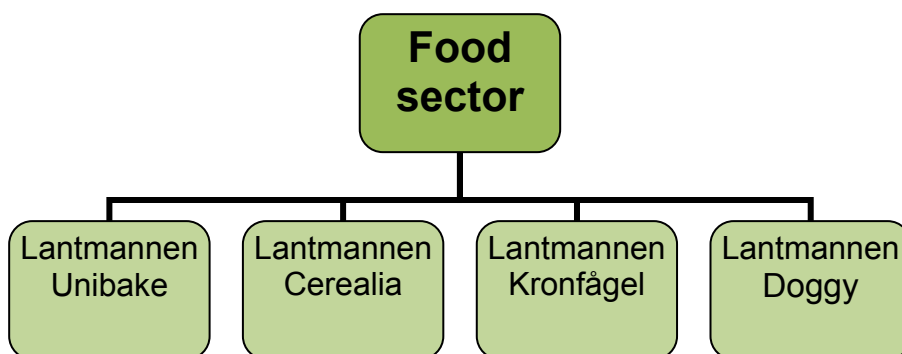 Food
sector
Lantmannen
Unibake
Lantmannen
Cerealia
Lantmannen
Kronfågel
Lantmannen
Doggy